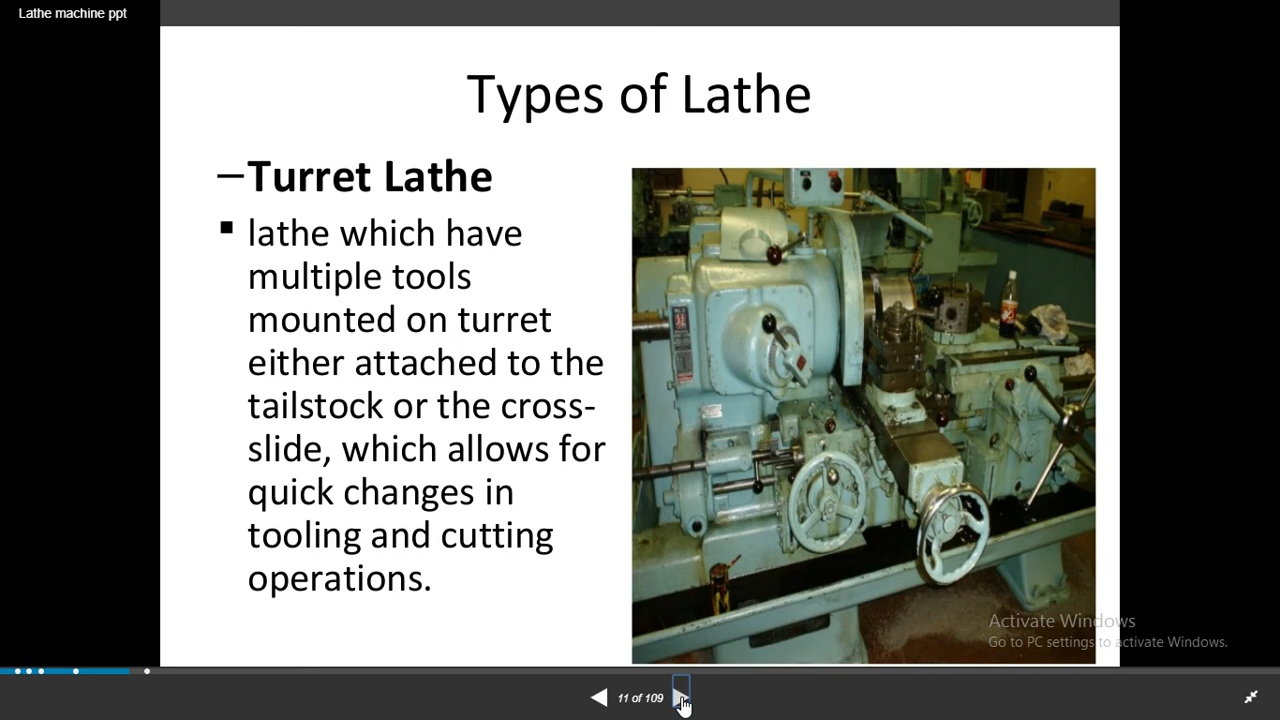 Lathe machine ppt
Types of Lathe
–Turret Lathe
▪ lathe which have
multiple tools
mounted on turret
either attached to the
tailstock or the cross-
slide, which allows for
quick changes in
tooling and cutting
operations.
Activate Windows
Go to PC settings to activate Windows.
11 of 109